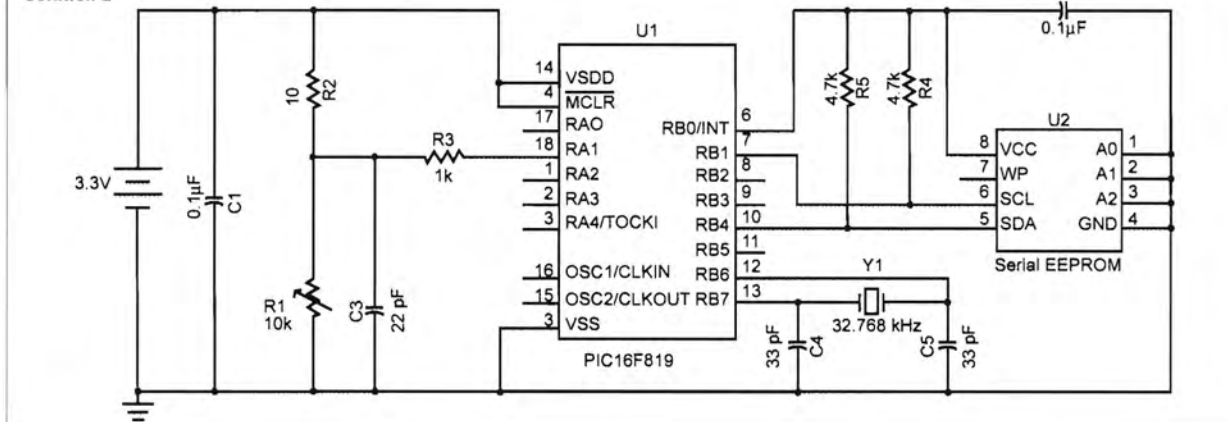 3.3V
0.1µF
C1
10
R2
R1
10k
C3
22 pF
R3
1k
U1
14
VSDD
4
MCLR
17
RAO
18
RA1
1
RA2
2
RA3
3
RA4/TOCKI
16
OSC1/CLKIN
15
OSC2/CLKOUT
3
VSS
6
RB0/INT
7
RB1
8
RB2
9
RB3
10
RB4
11
RB5
12
RB6
13
RB7
PIC16F819
4.7k
R5
4.7k
R4
0.1µF
U2
8
VCC
7
WP
6
SCL
5
SDA
A0
1
A1
2
A2
3
GND
4
Serial EEPROM
Y1
32.768 kHz
33 pF
C4
C5
33 pF